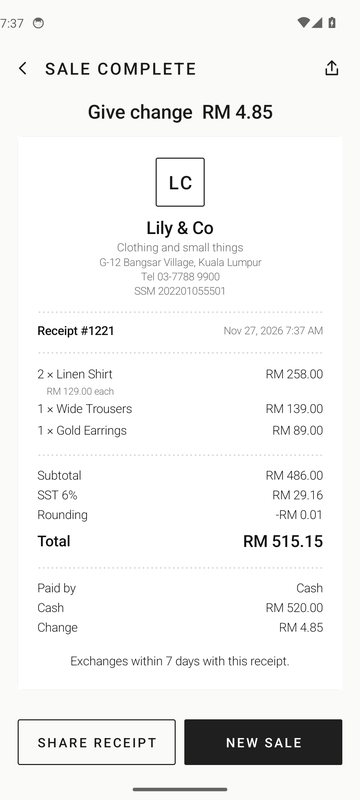 7:37
SALE COMPLETE
Give change RM 4.85
LC
Lily & Co
Clothing and small things
G-12 Bangsar Village, Kuala Lumpur
Tel 03-7788 9900
SSM 202201055501
Receipt #1221 Nov 27, 2026 7:37 AM
2 × Linen Shirt RM 258.00
RM 129.00 each
1 × Wide Trousers RM 139.00
1 × Gold Earrings RM 89.00
Subtotal RM 486.00
SST 6% RM 29.16
Rounding -RM 0.01
Total RM 515.15
Paid by Cash
Cash RM 520.00
Change RM 4.85
Exchanges within 7 days with this receipt.
SHARE RECEIPT NEW SALE